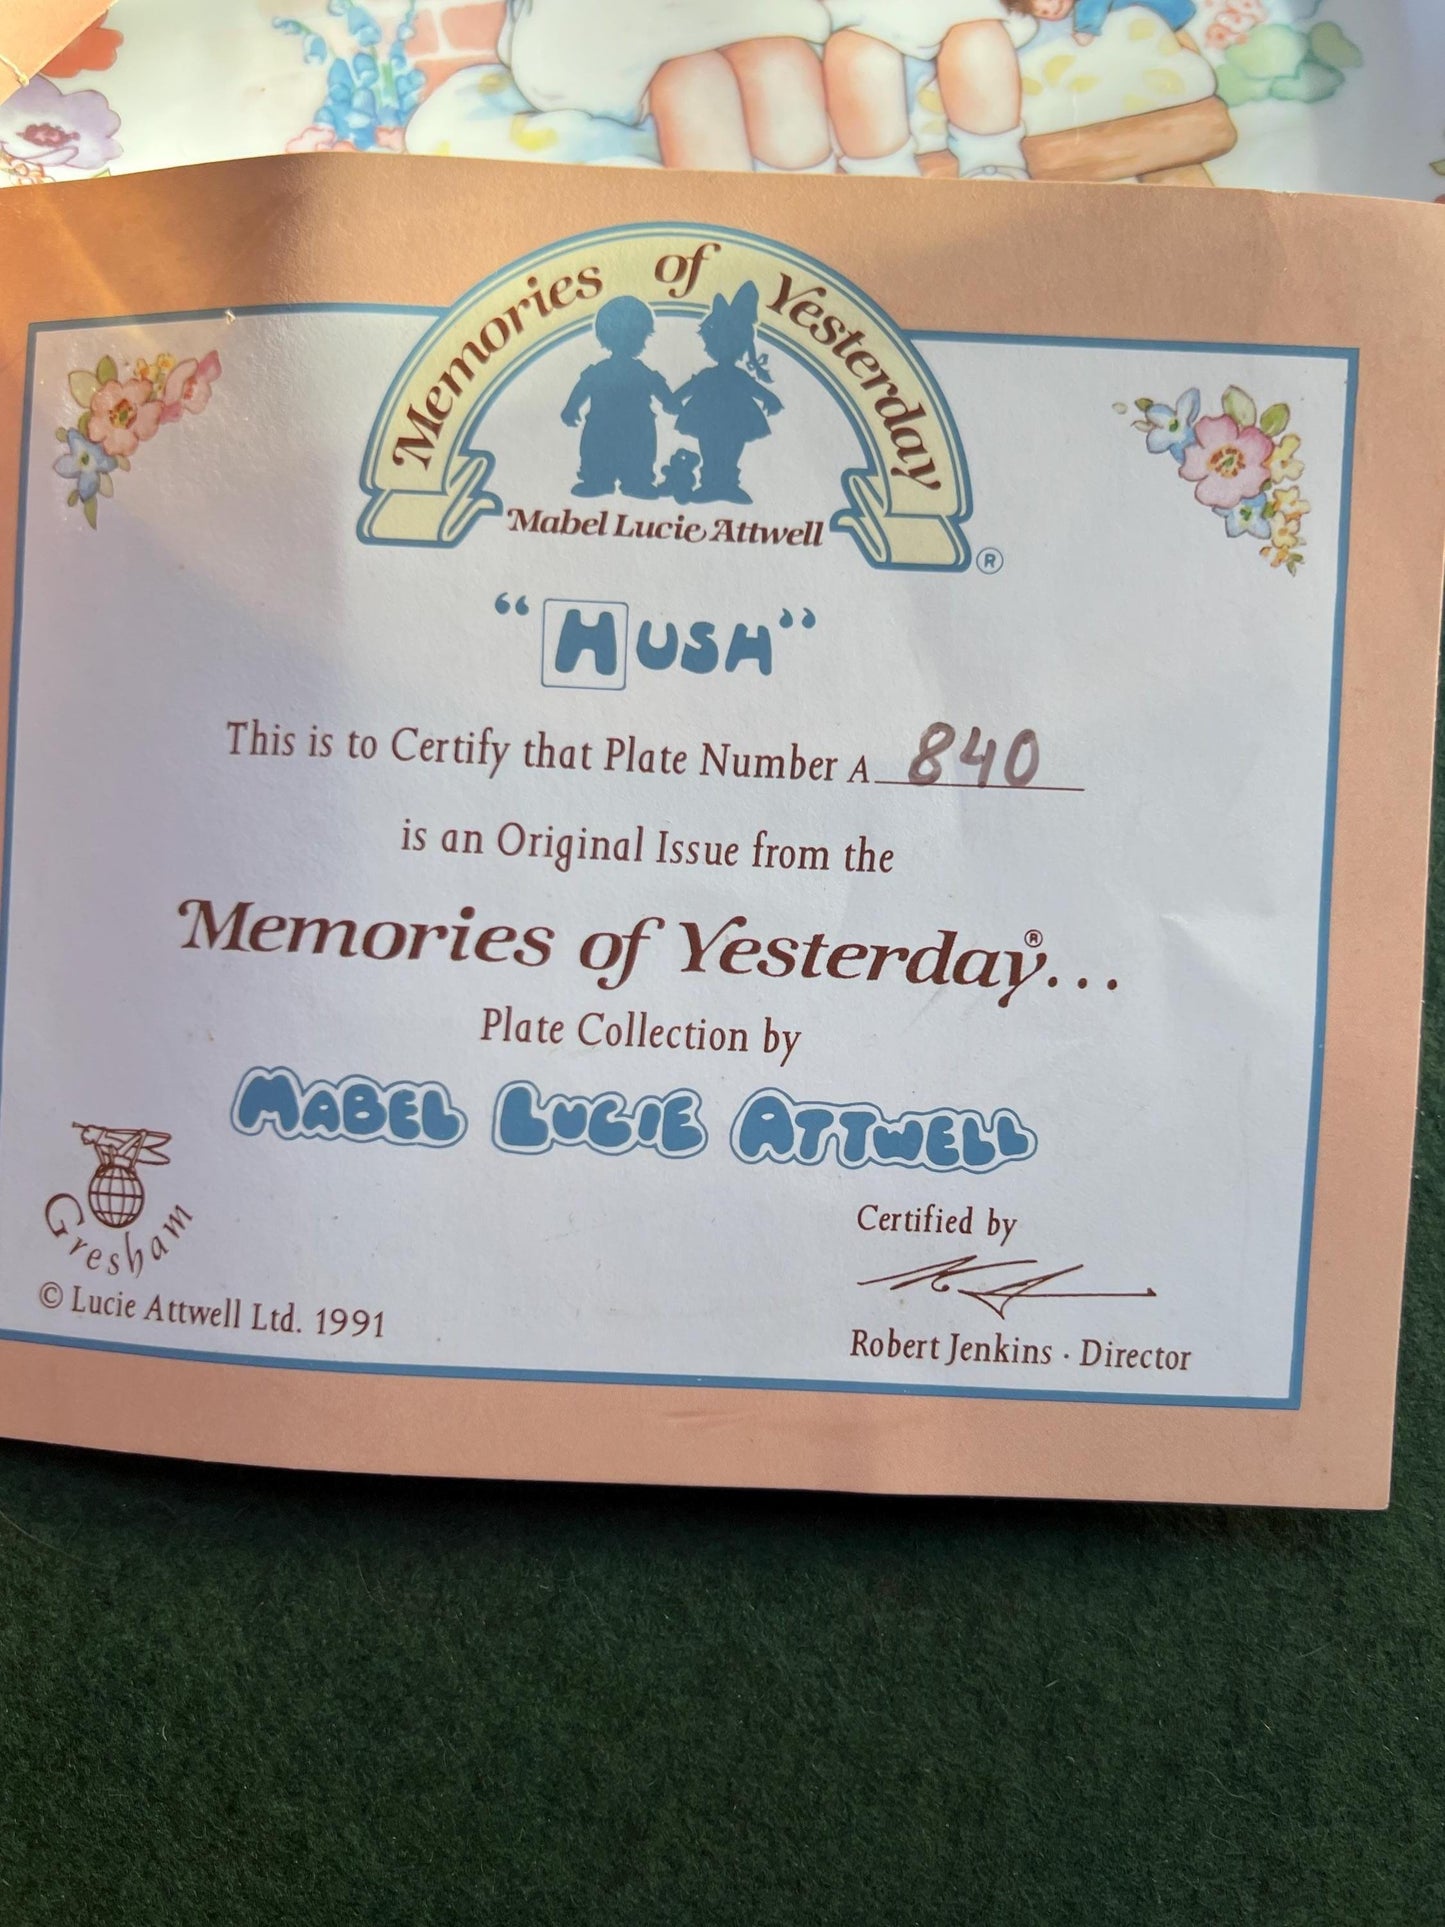 Memories of Yesterday
Mabel Lucie Attwell
®
“HUSH”
This is to Certify that Plate Number A 840
is an Original Issue from the
Memories of Yesterday®...
Plate Collection by
MABEL LUCIE ATTWELL
Gresham
© Lucie Attwell Ltd. 1991
Certified by
Robert Jenkins · Director